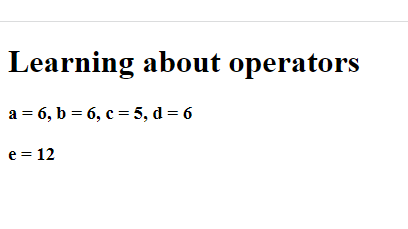 Learning about operators
a = 6, b = 6, c = 5, d = 6
e = 12